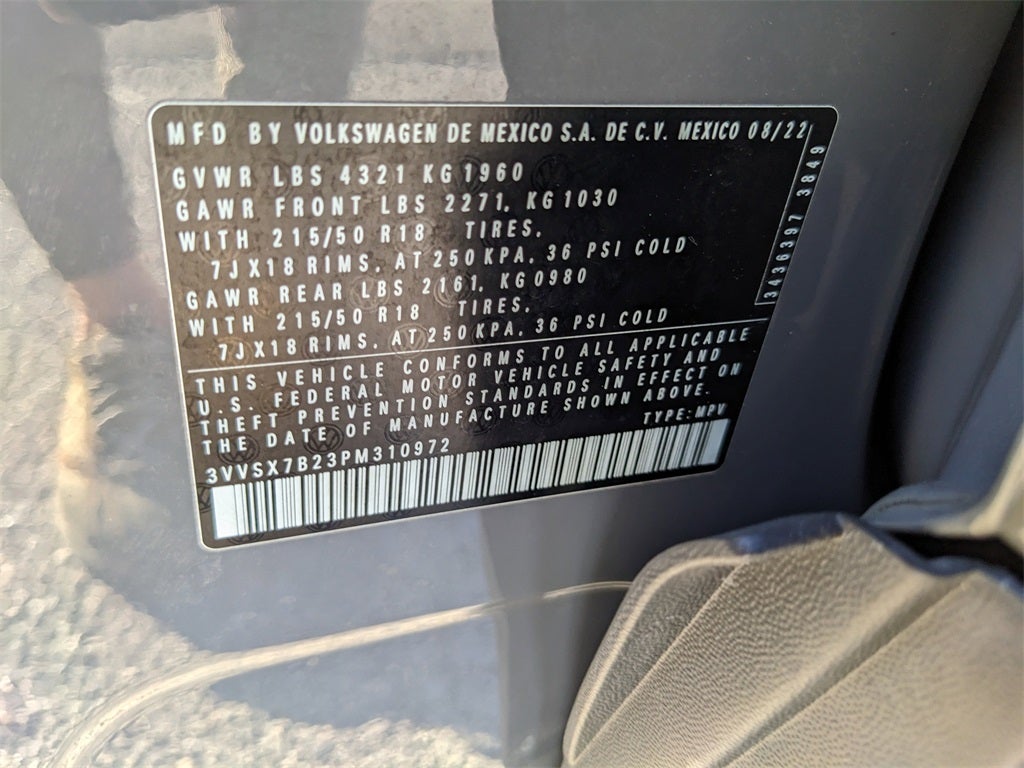 MFD BY VOLKSWAGEN DE MEXICO S.A. DE C.V. MEXICO 08/22
GVWR LBS 4321 KG 1960
GAWR FRONT LBS 2271, KG 1030
WITH 215/50 R18 TIRES,
7JX18 RIMS, AT 250 KPA, 36 PSI COLD
GAWR REAR LBS 2161, KG 0980
WITH 215/50 R18 TIRES,
7JX18 RIMS, AT 250 KPA, 36 PSI COLD
THIS VEHICLE CONFORMS TO ALL APPLICABLE
U.S. FEDERAL MOTOR VEHICLE SAFETY AND
THEFT PREVENTION STANDARDS IN EFFECT ON
THE DATE OF MANUFACTURE SHOWN ABOVE.
TYPE: MPV
3VVSX7B23PM310972
3436397 3849